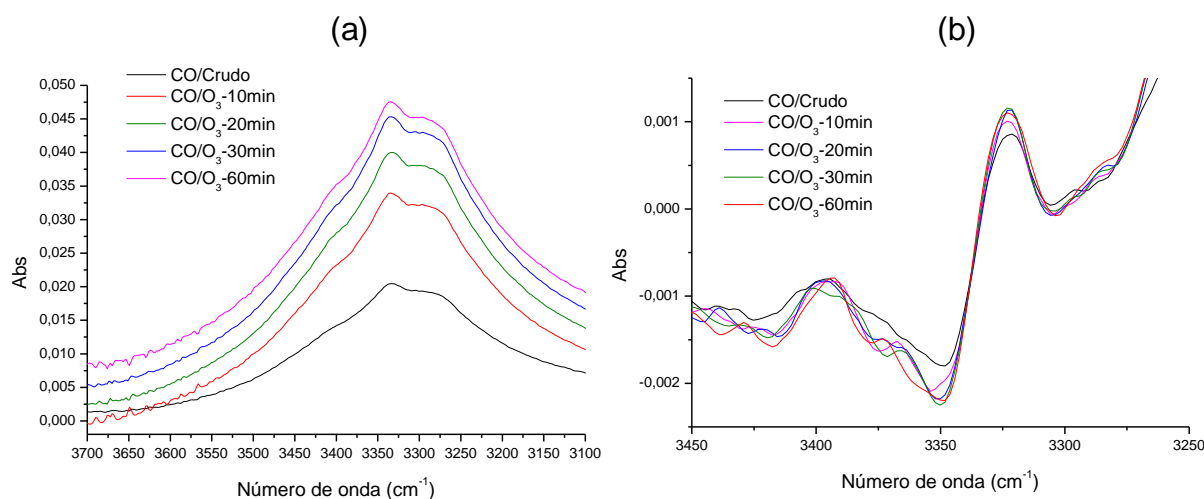 (a)
CO/Crudo
CO/O3-10min
CO/O3-20min
CO/O3-30min
CO/O3-60min
0,050
0,045
0,040
0,035
0,030
0,025
0,020
0,015
0,010
0,005
0,000
Abs
3700 3650 3600 3550 3500 3450 3400 3350 3300 3250 3200 3150 3100
Número de onda (cm-1)
(b)
CO/Crudo
CO/O3-10min
CO/O3-20min
CO/O3-30min
CO/O3-60min
0,001
0,000
-0,001
-0,002
Abs
3450 3400 3350 3300 3250
Número de onda (cm-1)